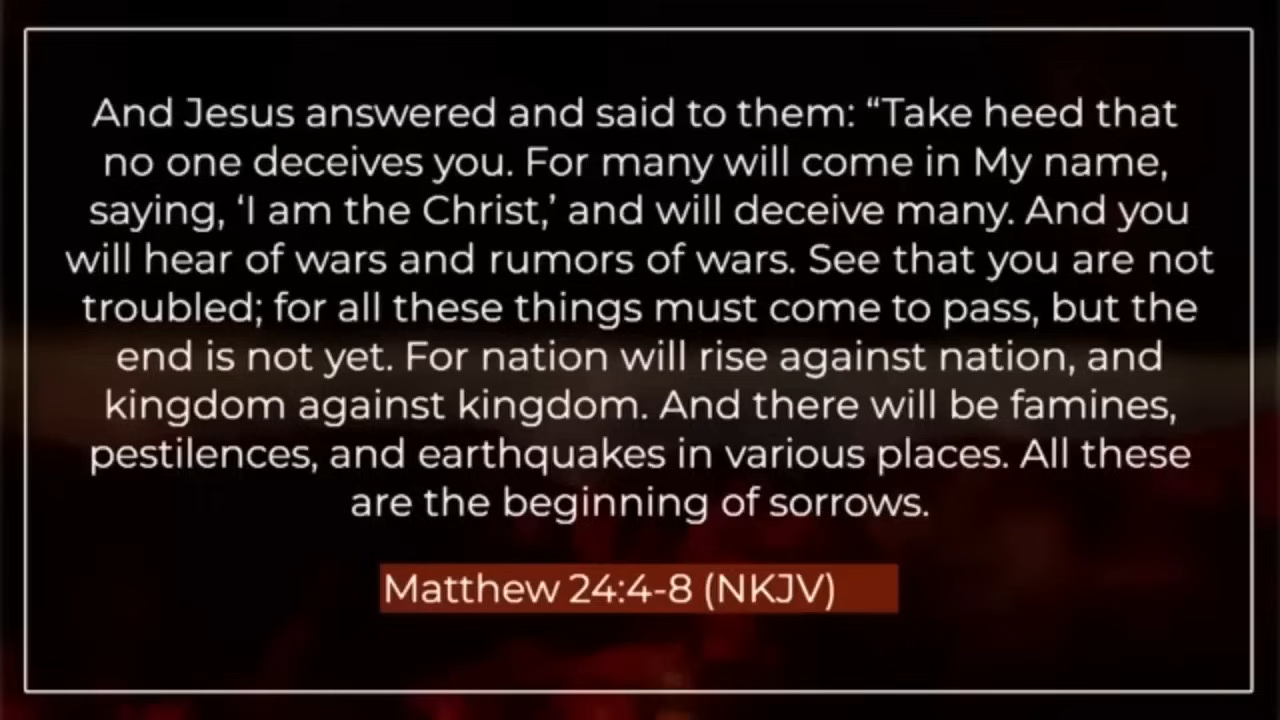 And Jesus answered and said to them: “Take heed that
no one deceives you. For many will come in My name,
saying, ‘I am the Christ,’ and will deceive many. And you
will hear of wars and rumors of wars. See that you are not
troubled; for all these things must come to pass, but the
end is not yet. For nation will rise against nation, and
kingdom against kingdom. And there will be famines,
pestilences, and earthquakes in various places. All these
are the beginning of sorrows.
Matthew 24:4-8 (NKJV)